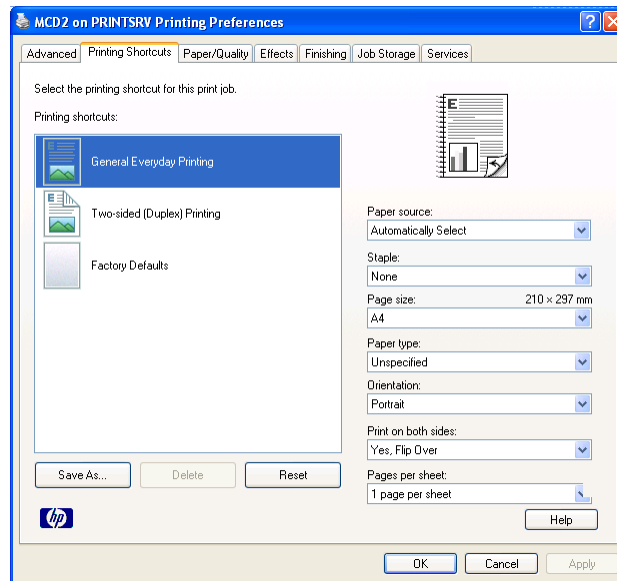 MCD2 on PRINTSRV Printing Preferences
Advanced Printing Shortcuts Paper/Quality Effects Finishing Job Storage Services
Select the printing shortcut for this print job.
Printing shortcuts:
General Everyday Printing
Two-sided (Duplex) Printing
Factory Defaults
Save As... Delete Reset
hp
E
Paper source:
Automatically Select
Staple:
None
Page size: 210 × 297 mm
A4
Paper type:
Unspecified
Orientation:
Portrait
Print on both sides:
Yes, Flip Over
Pages per sheet:
1 page per sheet
Help
OK Cancel Apply